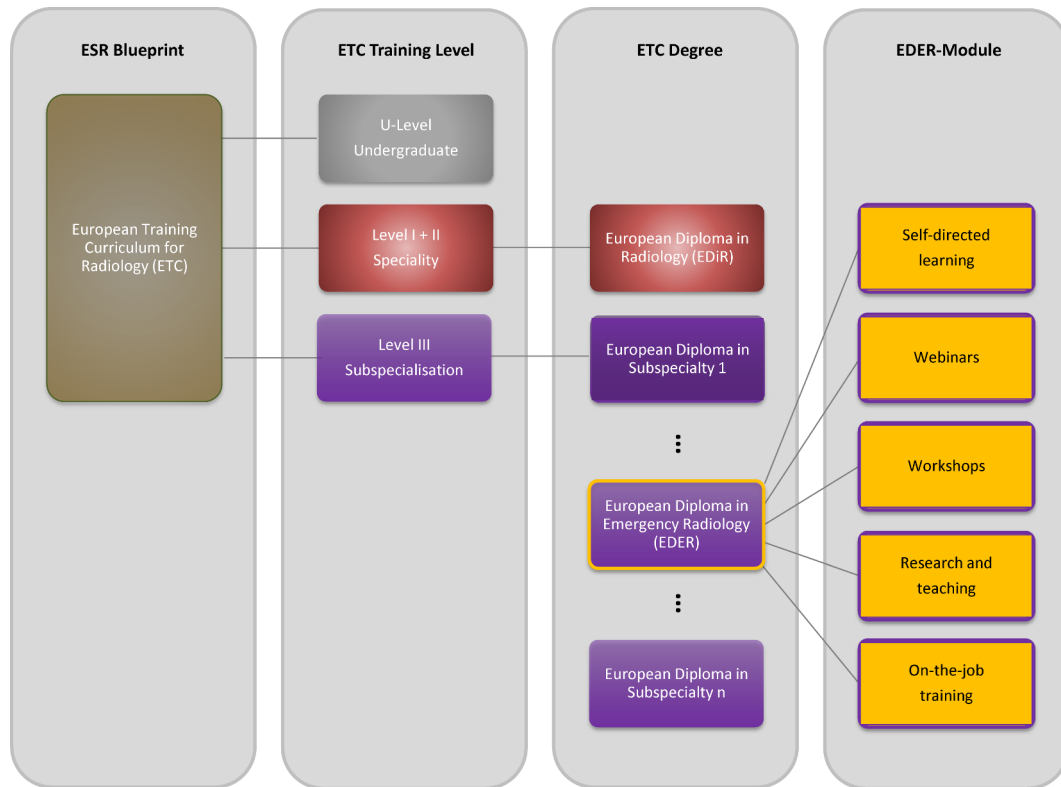 ESR Blueprint
European Training
Curriculum for
Radiology (ETC)
ETC Training Level
U-Level
Undergraduate
Level I + II
Speciality
Level III
Subspecialisation
ETC Degree
European Diploma in
Radiology (EDiR)
European Diploma in
Subspecialty 1
⋮
European Diploma in
Emergency Radiology
(EDER)
⋮
European Diploma in
Subspecialty n
EDER-Module
Self-directed
learning
Webinars
Workshops
Research and
teaching
On-the-job
training